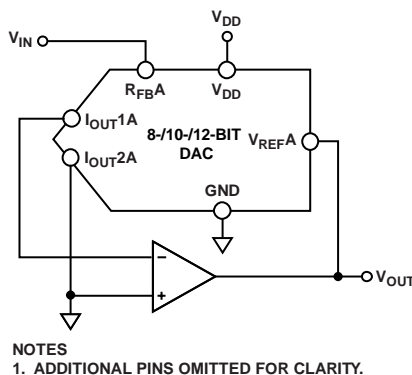 VIN
VDD
RFBA
VDD
IOUT1A
8-/10-/12-BIT
DAC
VREFA
IOUT2A
GND
–
+
VOUT
NOTES
1. ADDITIONAL PINS OMITTED FOR CLARITY.